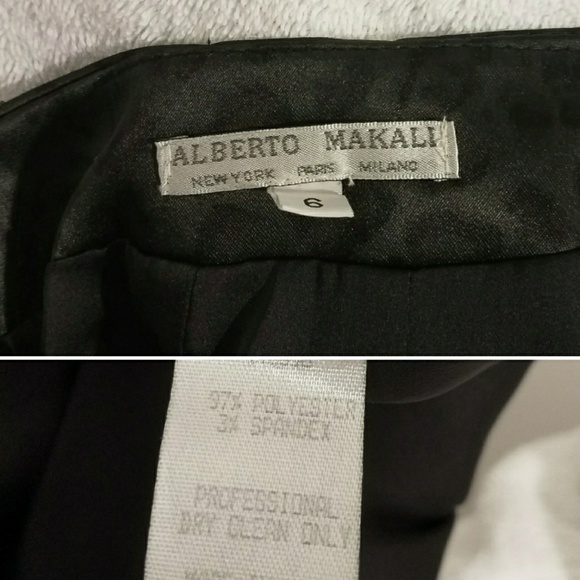 ALBERTO MAKALI
NEW YORK PARIS MILANO
6
97% POLYESTER
3% SPANDEX
PROFESSIONAL
DRY CLEAN ONLY